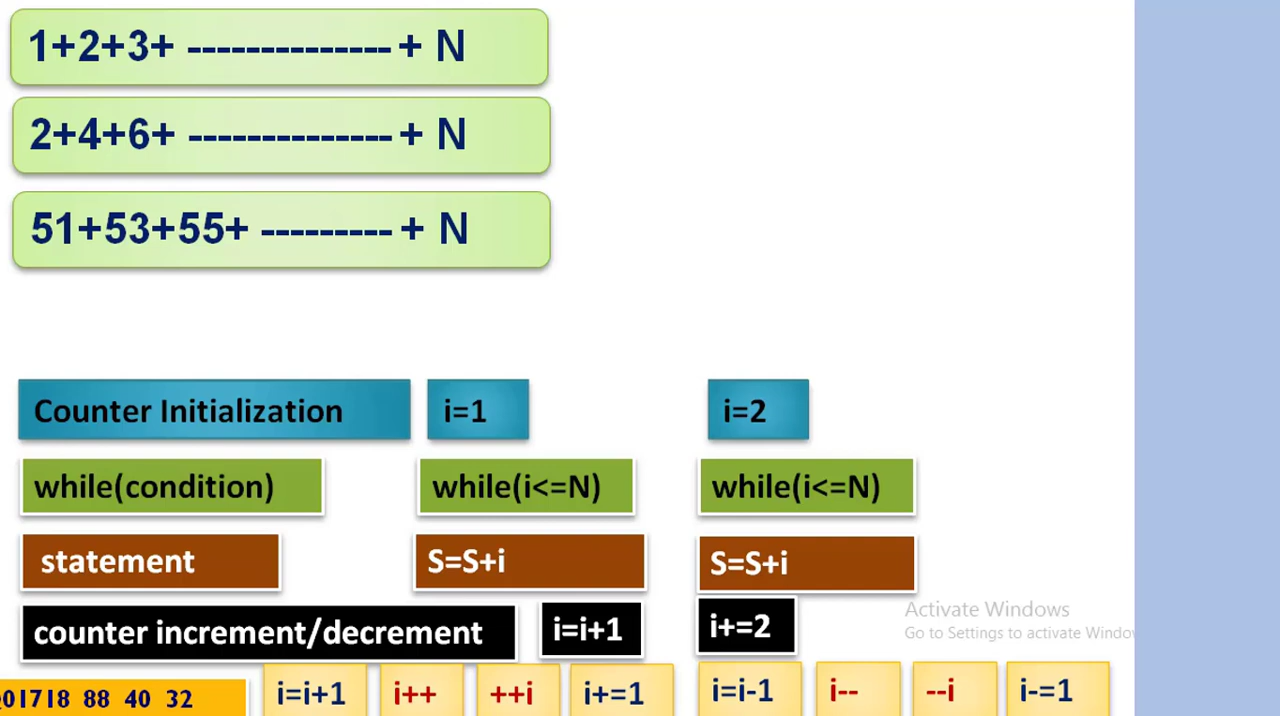 1+2+3+ -------------- + N
2+4+6+ -------------- + N
51+53+55+ --------- + N
Counter Initialization i=1 i=2
while(condition) while(i<=N) while(i<=N)
statement S=S+i S=S+i
counter increment/decrement i=i+1 i+=2
Activate Windows
Go to Settings to activate
01718 88 40 32 i=i+1 i++ ++i i+=1 i=i-1 i-- --i i-=1